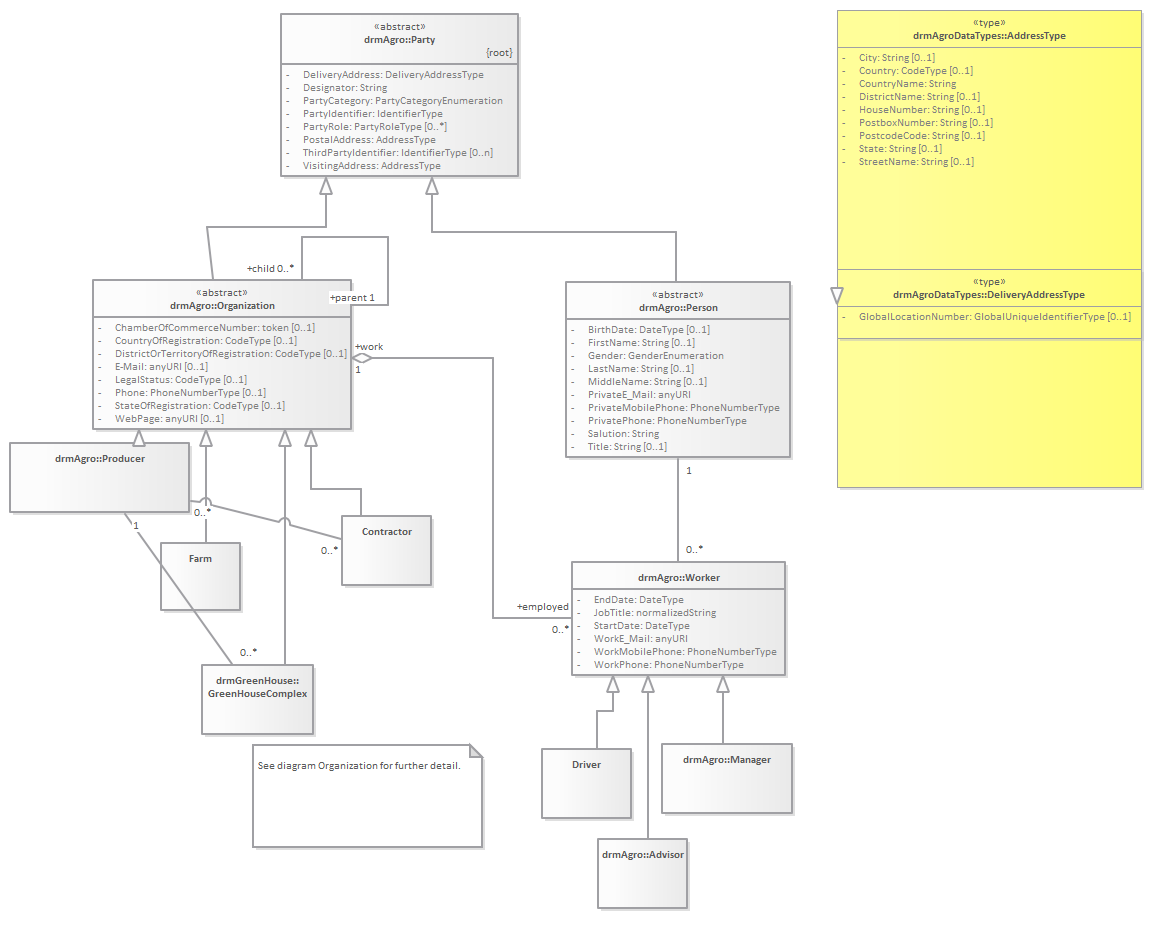 «abstract»
drmAgro::Party
{root}
- DeliveryAddress: DeliveryAddressType
- Designator: String
- PartyCategory: PartyCategoryEnumeration
- PartyIdentifier: IdentifierType
- PartyRole: PartyRoleType [0..*]
- PostalAddress: AddressType
- ThirdPartyIdentifier: IdentifierType [0..n]
- VisitingAddress: AddressType
«type»
drmAgroDataTypes::AddressType
- City: String [0..1]
- Country: CodeType [0..1]
- CountryName: String
- DistrictName: String [0..1]
- HouseNumber: String [0..1]
- PostboxNumber: String [0..1]
- PostcodeCode: String [0..1]
- State: String [0..1]
- StreetName: String [0..1]
«type»
drmAgroDataTypes::DeliveryAddressType
- GlobalLocationNumber: GlobalUniqueIdentifierType [0..1]
+child 0..*
+parent 1
«abstract»
drmAgro::Organization
- ChamberOfCommerceNumber: token [0..1]
- CountryOfRegistration: CodeType [0..1]
- DistrictOrTerritoryOfRegistration: CodeType [0..1]
- E-Mail: anyURI [0..1]
- LegalStatus: CodeType [0..1]
- Phone: PhoneNumberType [0..1]
- StateOfRegistration: CodeType [0..1]
- WebPage: anyURI [0..1]
+work
1
«abstract»
drmAgro::Person
- BirthDate: DateType [0..1]
- FirstName: String [0..1]
- Gender: GenderEnumeration
- LastName: String [0..1]
- MiddleName: String [0..1]
- PrivateE_Mail: anyURI
- PrivateMobilePhone: PhoneNumberType
- PrivatePhone: PhoneNumberType
- Salution: String
- Title: String [0..1]
1
0..*
drmAgro::Producer
0..*
1
0..*
Contractor
Farm
+employed
0..*
drmAgro::Worker
- EndDate: DateType
- JobTitle: normalizedString
- StartDate: DateType
- WorkE_Mail: anyURI
- WorkMobilePhone: PhoneNumberType
- WorkPhone: PhoneNumberType
0..*
drmGreenHouse::
GreenHouseComplex
See diagram Organization for further detail.
Driver
drmAgro::Manager
drmAgro::Advisor